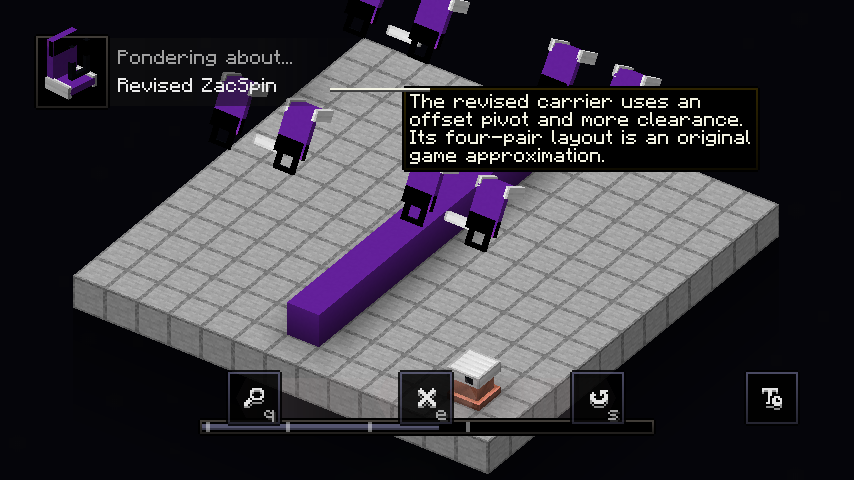 Pondering about...
Revised ZacSpin
The revised carrier uses an
offset pivot and more clearance.
Its four-pair layout is an original
game approximation.
q
e
s
T